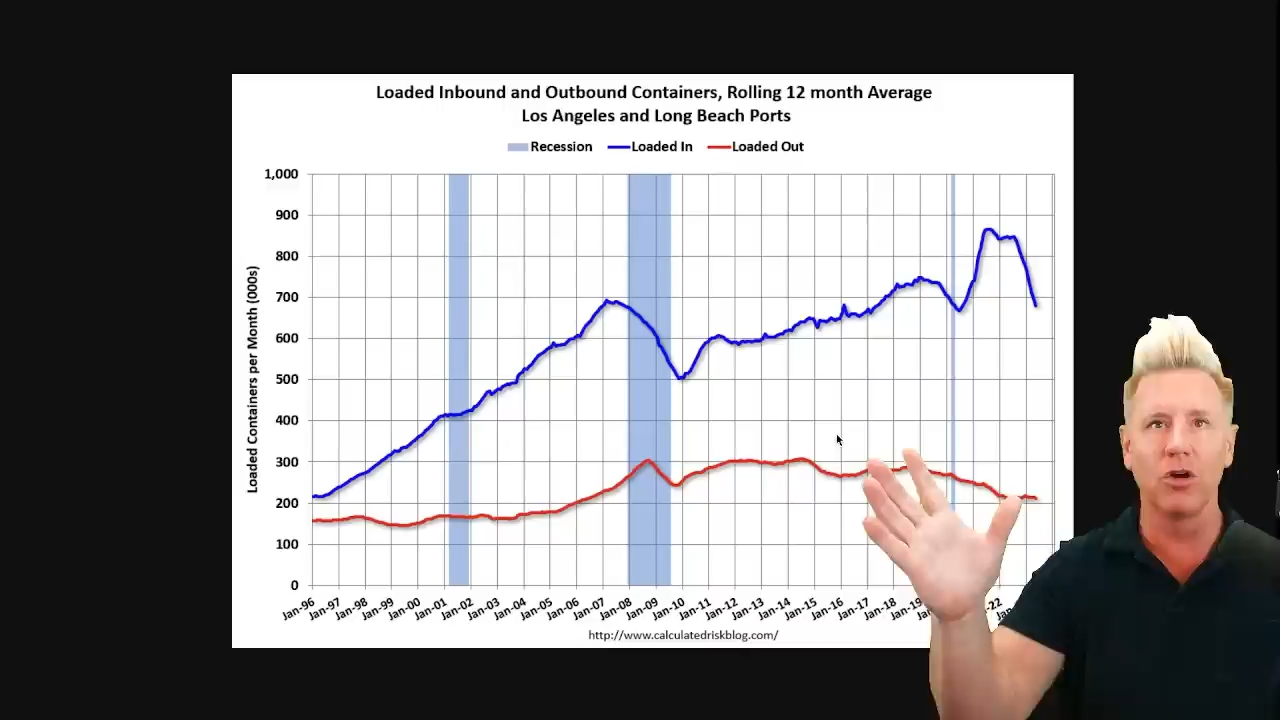 Loaded Inbound and Outbound Containers, Rolling 12 month Average
Los Angeles and Long Beach Ports
Recession Loaded In Loaded Out
Loaded Containers per Month (000s)
1,000
900
800
700
600
500
400
300
200
100
0
Jan-96 Jan-97 Jan-98 Jan-99 Jan-00 Jan-01 Jan-02 Jan-03 Jan-04 Jan-05 Jan-06 Jan-07 Jan-08 Jan-09 Jan-10 Jan-11 Jan-12 Jan-13 Jan-14 Jan-15 Jan-16 Jan-17 Jan-18 Jan-19 -22
http://www.calculatedriskblog.com/